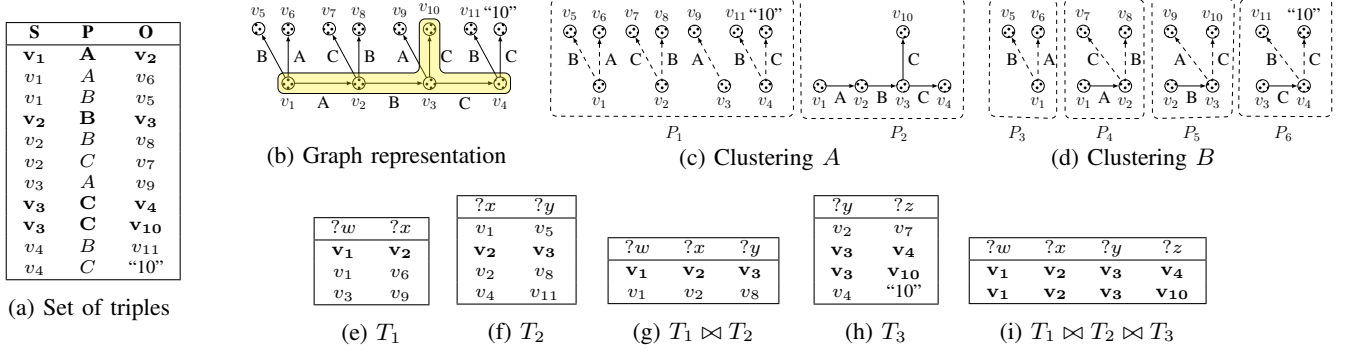 S P O
v1 A v2
v1 A v6
v1 B v5
v2 B v3
v2 B v8
v2 C v7
v3 A v9
v3 C v4
v3 C v10
v4 B v11
v4 C “10”
(a) Set of triples
v5 v6 v7 v8 v9 v10 v11 “10”
B A C B A C B C
v1 v2 v3 v4
A B C
(b) Graph representation
v5 v6 v7 v8 v9 v10 v11 “10”
B A C B A B C
v1 v2 v3 v4
P1
v10
C
v1 A v2 B v3 C v4
P2
(c) Clustering A
v5 v6
B A
v1
P3
v7 v8
C B
v1 A v2
P4
v9 v10
A C
v2 B v3
P5
v11 “10”
B C
v3 C v4
P6
(d) Clustering B
?w ?x
v1 v2
v1 v6
v3 v9
(e) T1
?x ?y
v1 v5
v2 v3
v2 v8
v4 v11
(f) T2
?w ?x ?y
v1 v2 v3
v1 v2 v8
(g) T1 ⋈ T2
?y ?z
v2 v7
v3 v4
v3 v10
v4 “10”
(h) T3
?w ?x ?y ?z
v1 v2 v3 v4
v1 v2 v3 v10
(i) T1 ⋈ T2 ⋈ T3